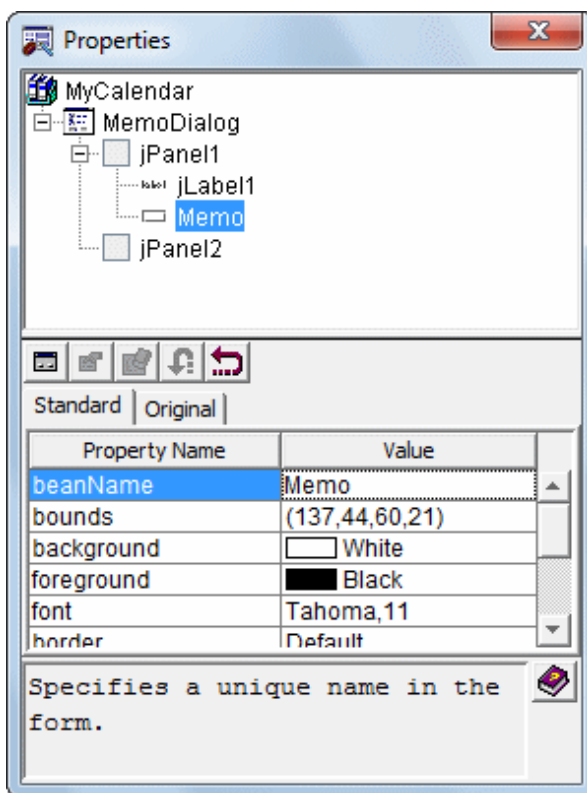 Properties
MyCalendar
MemoDialog
jPanel1
label jLabel1
Memo
jPanel2
Standard Original
Property Name Value
beanName Memo
bounds (137,44,60,21)
background White
foreground Black
font Tahoma,11
border Default
Specifies a unique name in the
form.